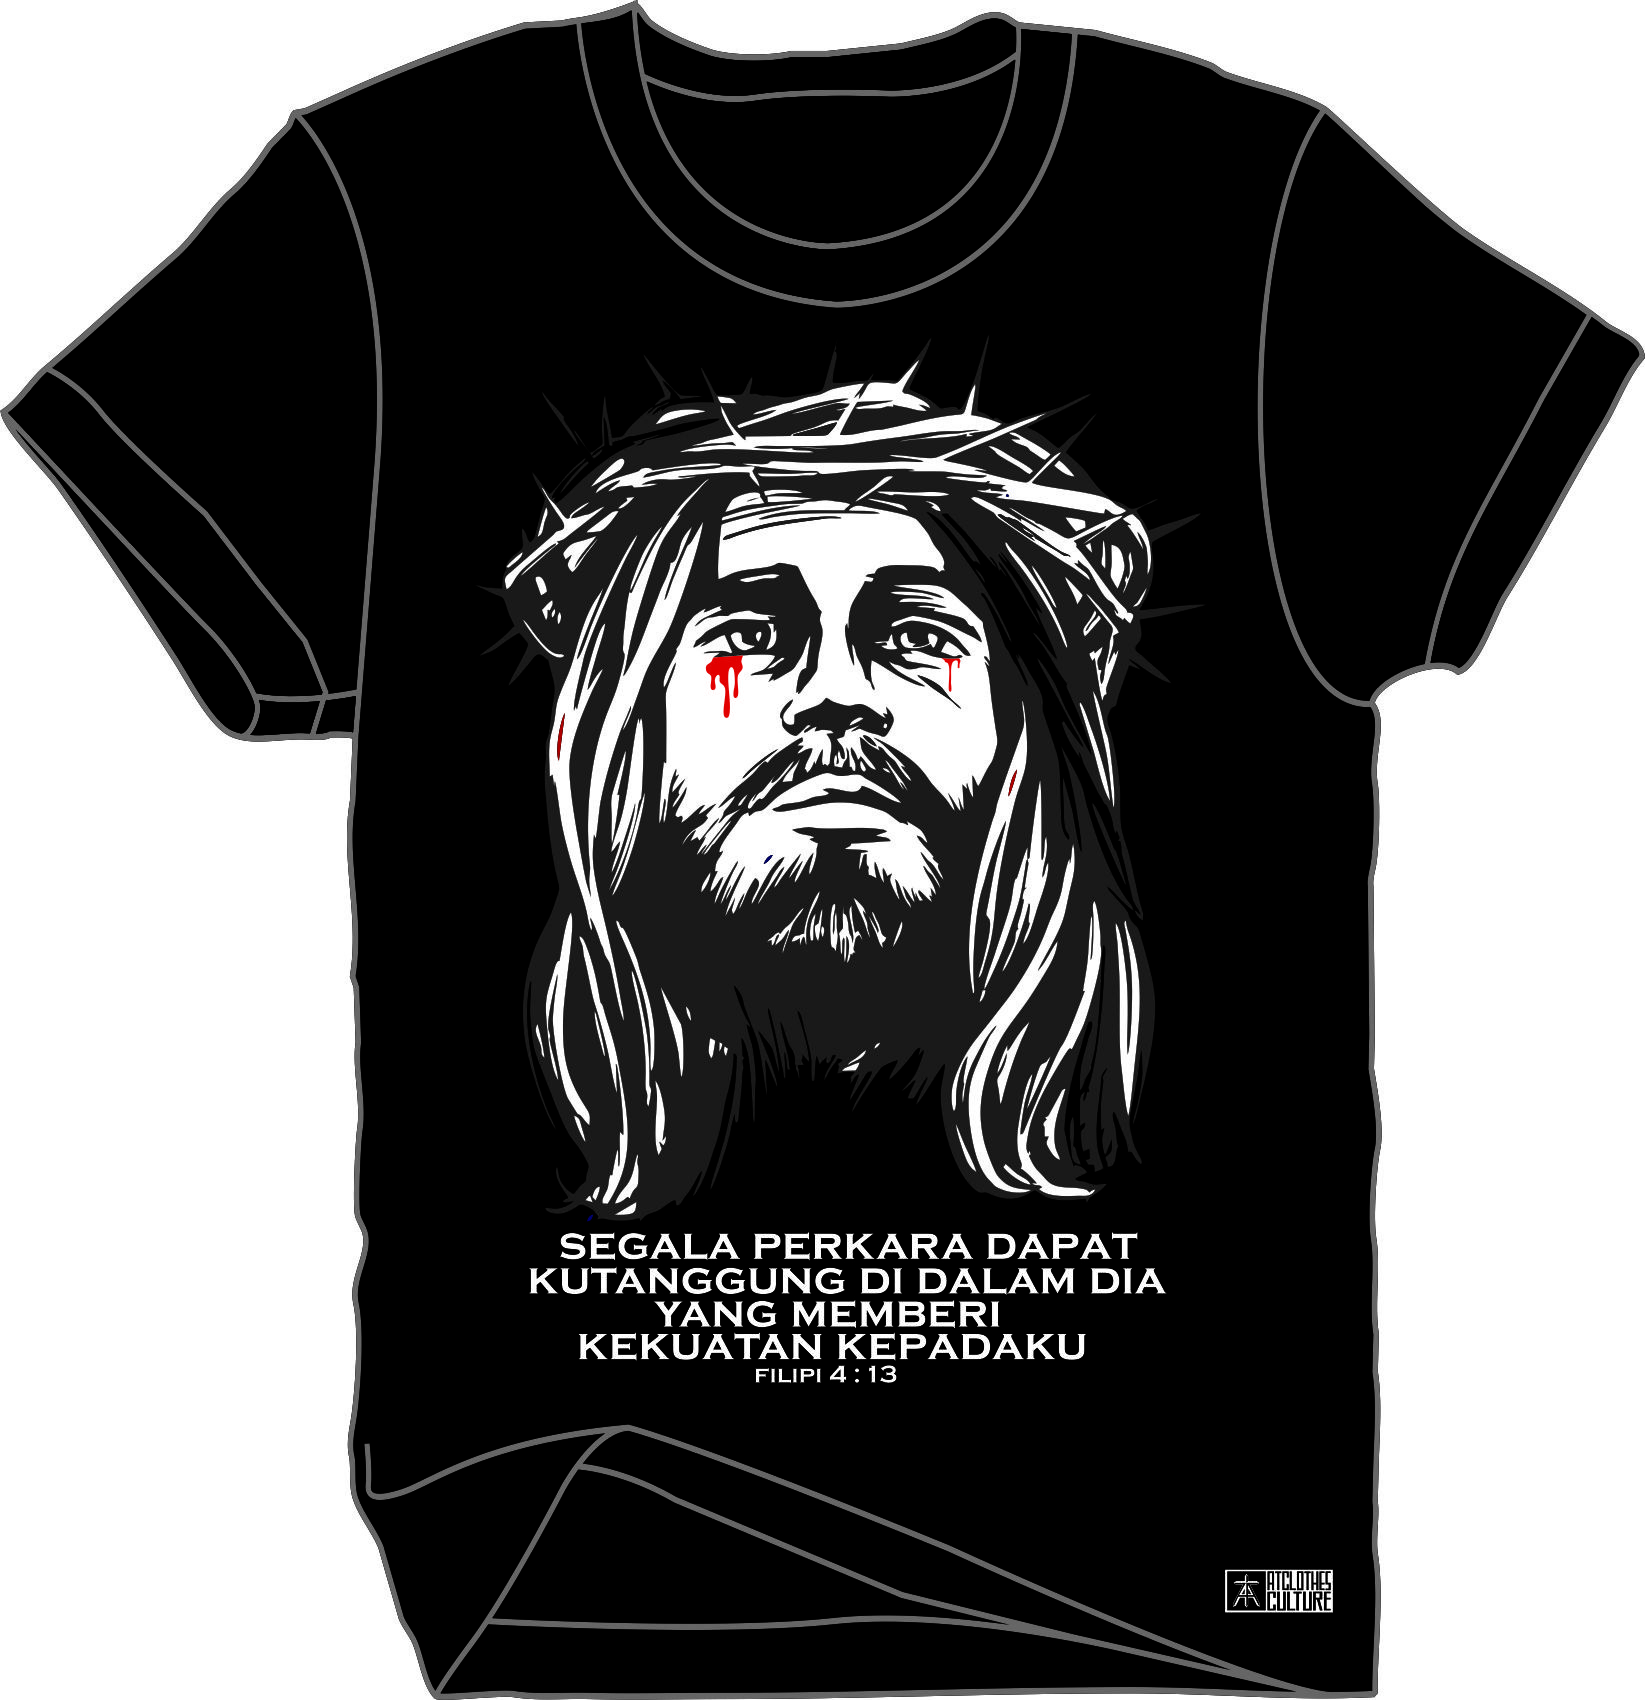 SEGALA PERKARA DAPAT
KUTANGGUNG DI DALAM DIA
YANG MEMBERI
KEKUATAN KEPADAKU
FILIPI 4 : 13
ATCLOTHES
CULTURE